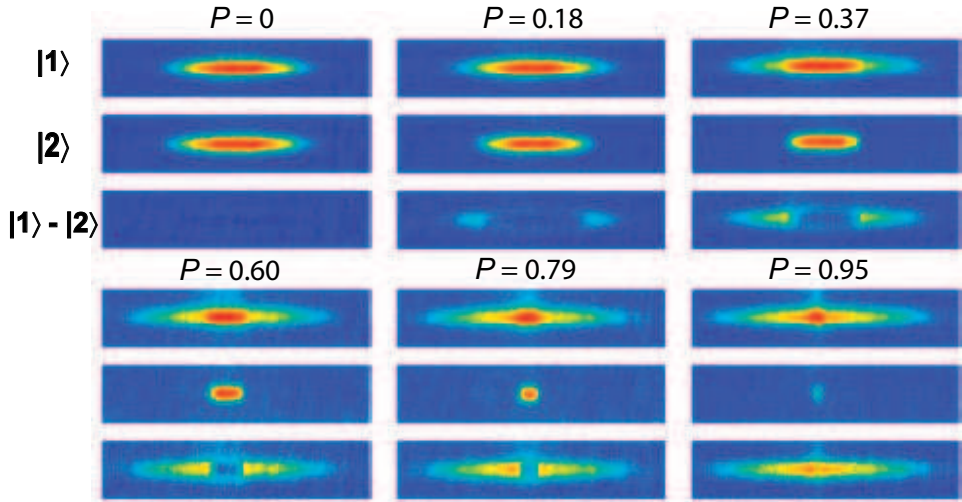 P = 0 P = 0.18 P = 0.37
|1⟩
|2⟩
|1⟩ - |2⟩
P = 0.60 P = 0.79 P = 0.95